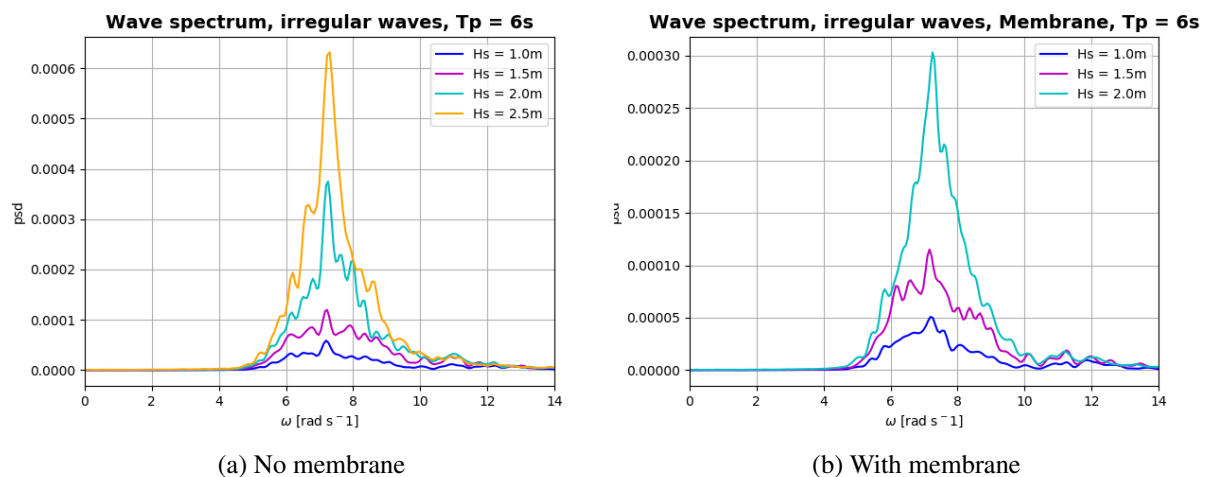 Wave spectrum, irregular waves, Tp = 6s
psd
0.0006
0.0005
0.0004
0.0003
0.0002
0.0001
0.0000
Hs = 1.0m
Hs = 1.5m
Hs = 2.0m
Hs = 2.5m
0 2 4 6 8 10 12 14
ω [rad s⁻1]
(a) No membrane
Wave spectrum, irregular waves, Membrane, Tp = 6s
psd
0.00030
0.00025
0.00020
0.00015
0.00010
0.00005
0.00000
Hs = 1.0m
Hs = 1.5m
Hs = 2.0m
0 2 4 6 8 10 12 14
ω [rad s⁻1]
(b) With membrane